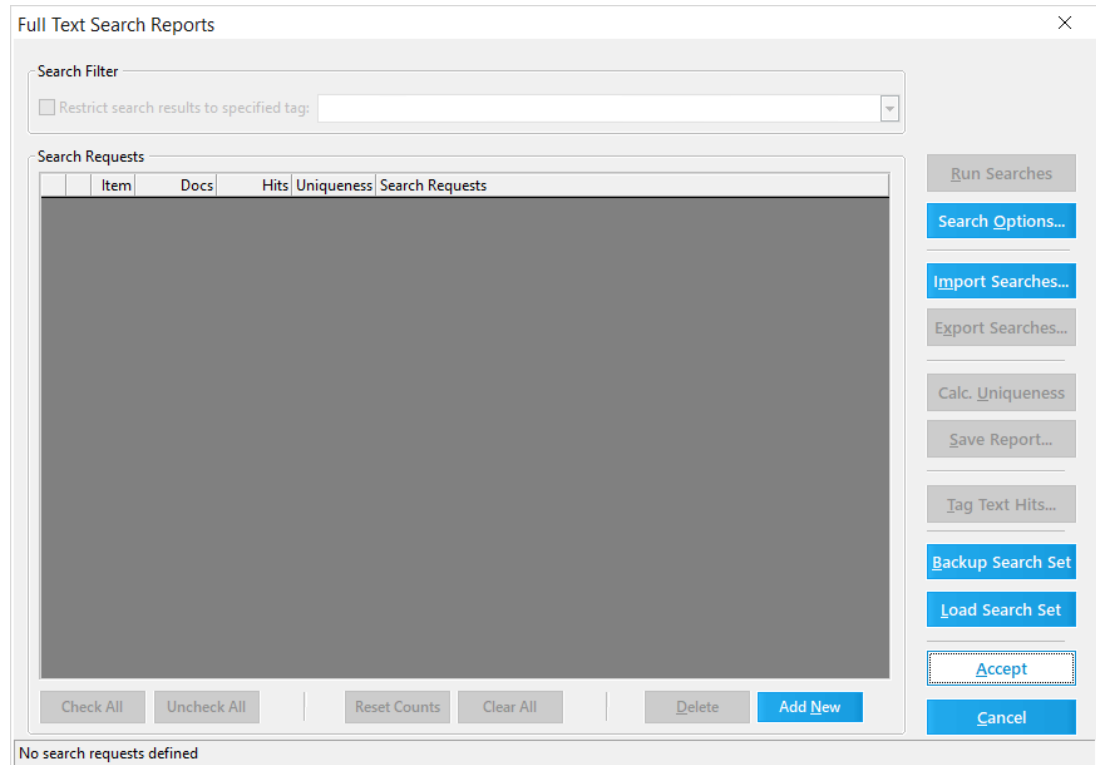 Full Text Search Reports
Search Filter
Restrict search results to specified tag:
Search Requests
Item Docs Hits Uniqueness Search Requests
Run Searches
Search Options...
Import Searches...
Export Searches...
Calc. Uniqueness
Save Report...
Tag Text Hits...
Backup Search Set
Load Search Set
Accept
Cancel
Check All Uncheck All Reset Counts Clear All Delete Add New
No search requests defined